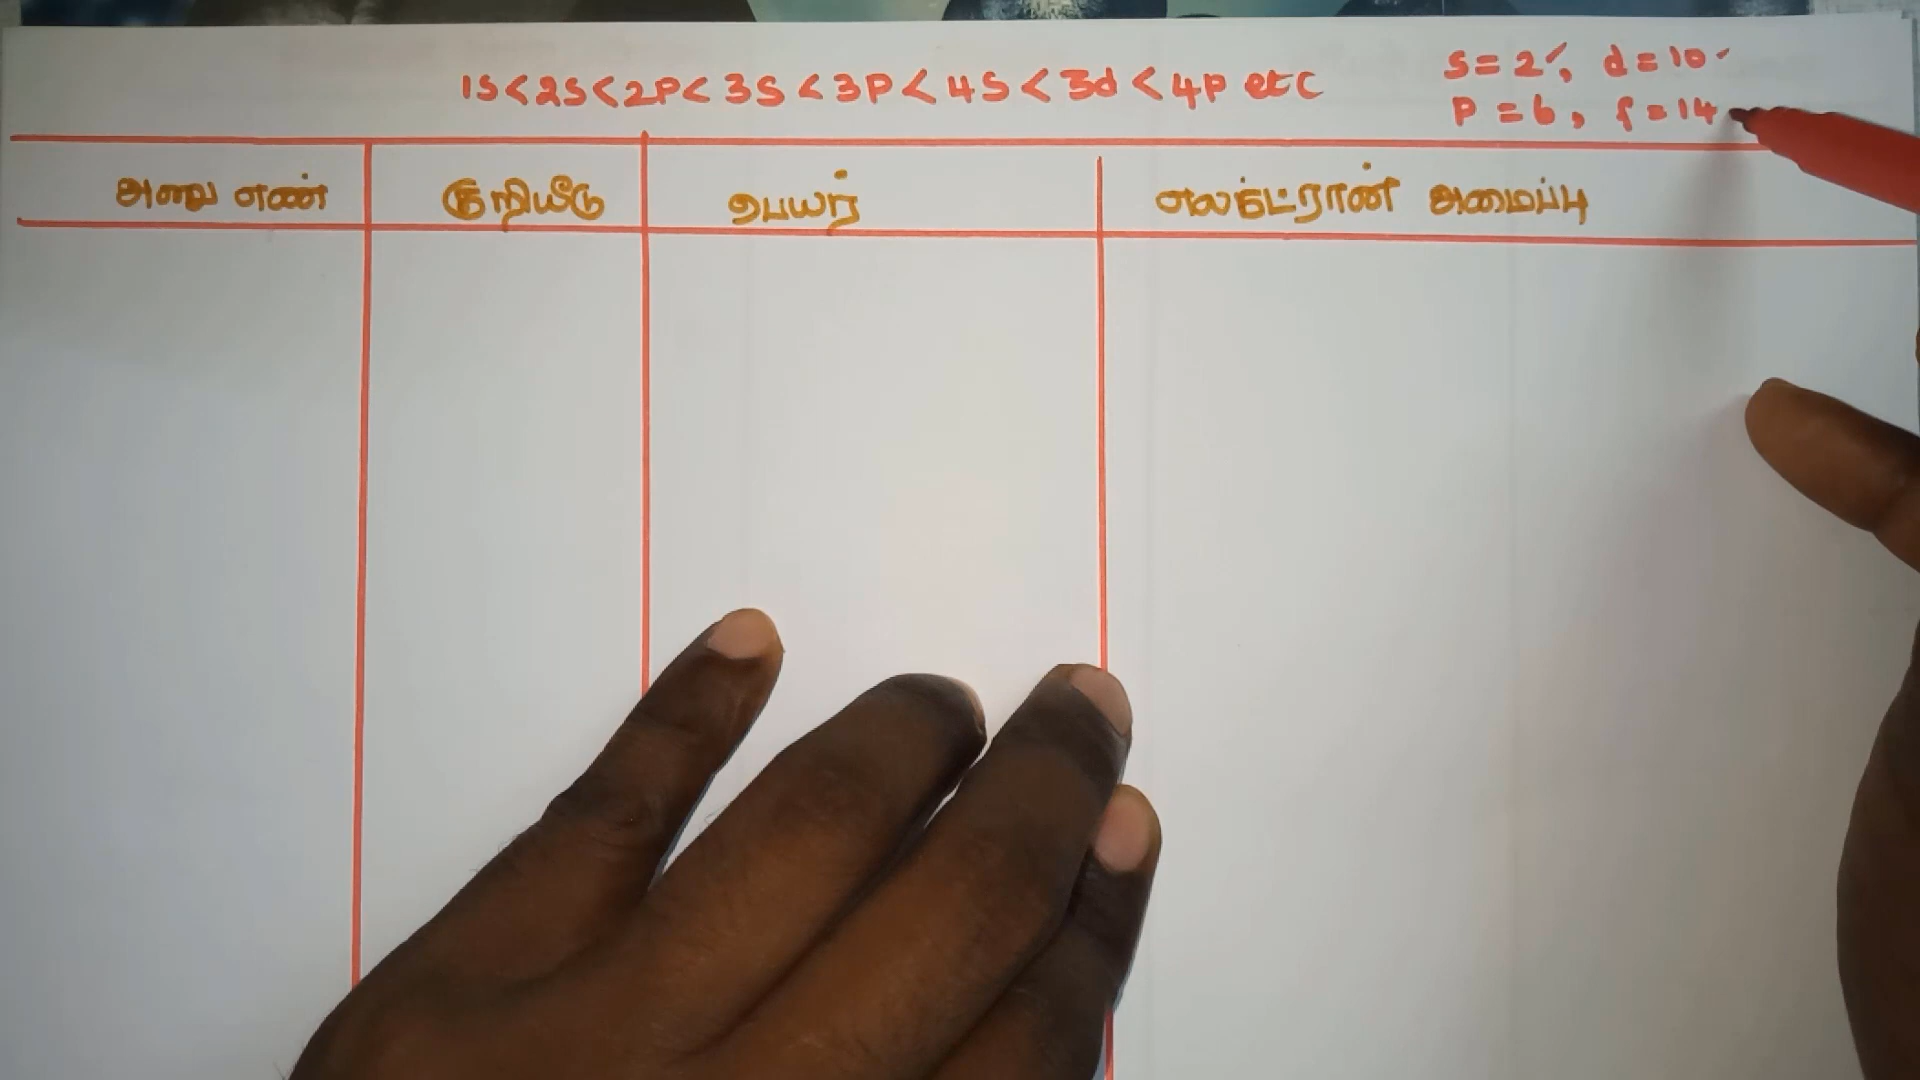 1S<2S<2P<3S<3P<4S<3d<4P etc
S=2, d=10
P=6, f=14
அணு எண் குறியீடு பெயர் எலக்ட்ரான் அமைப்பு